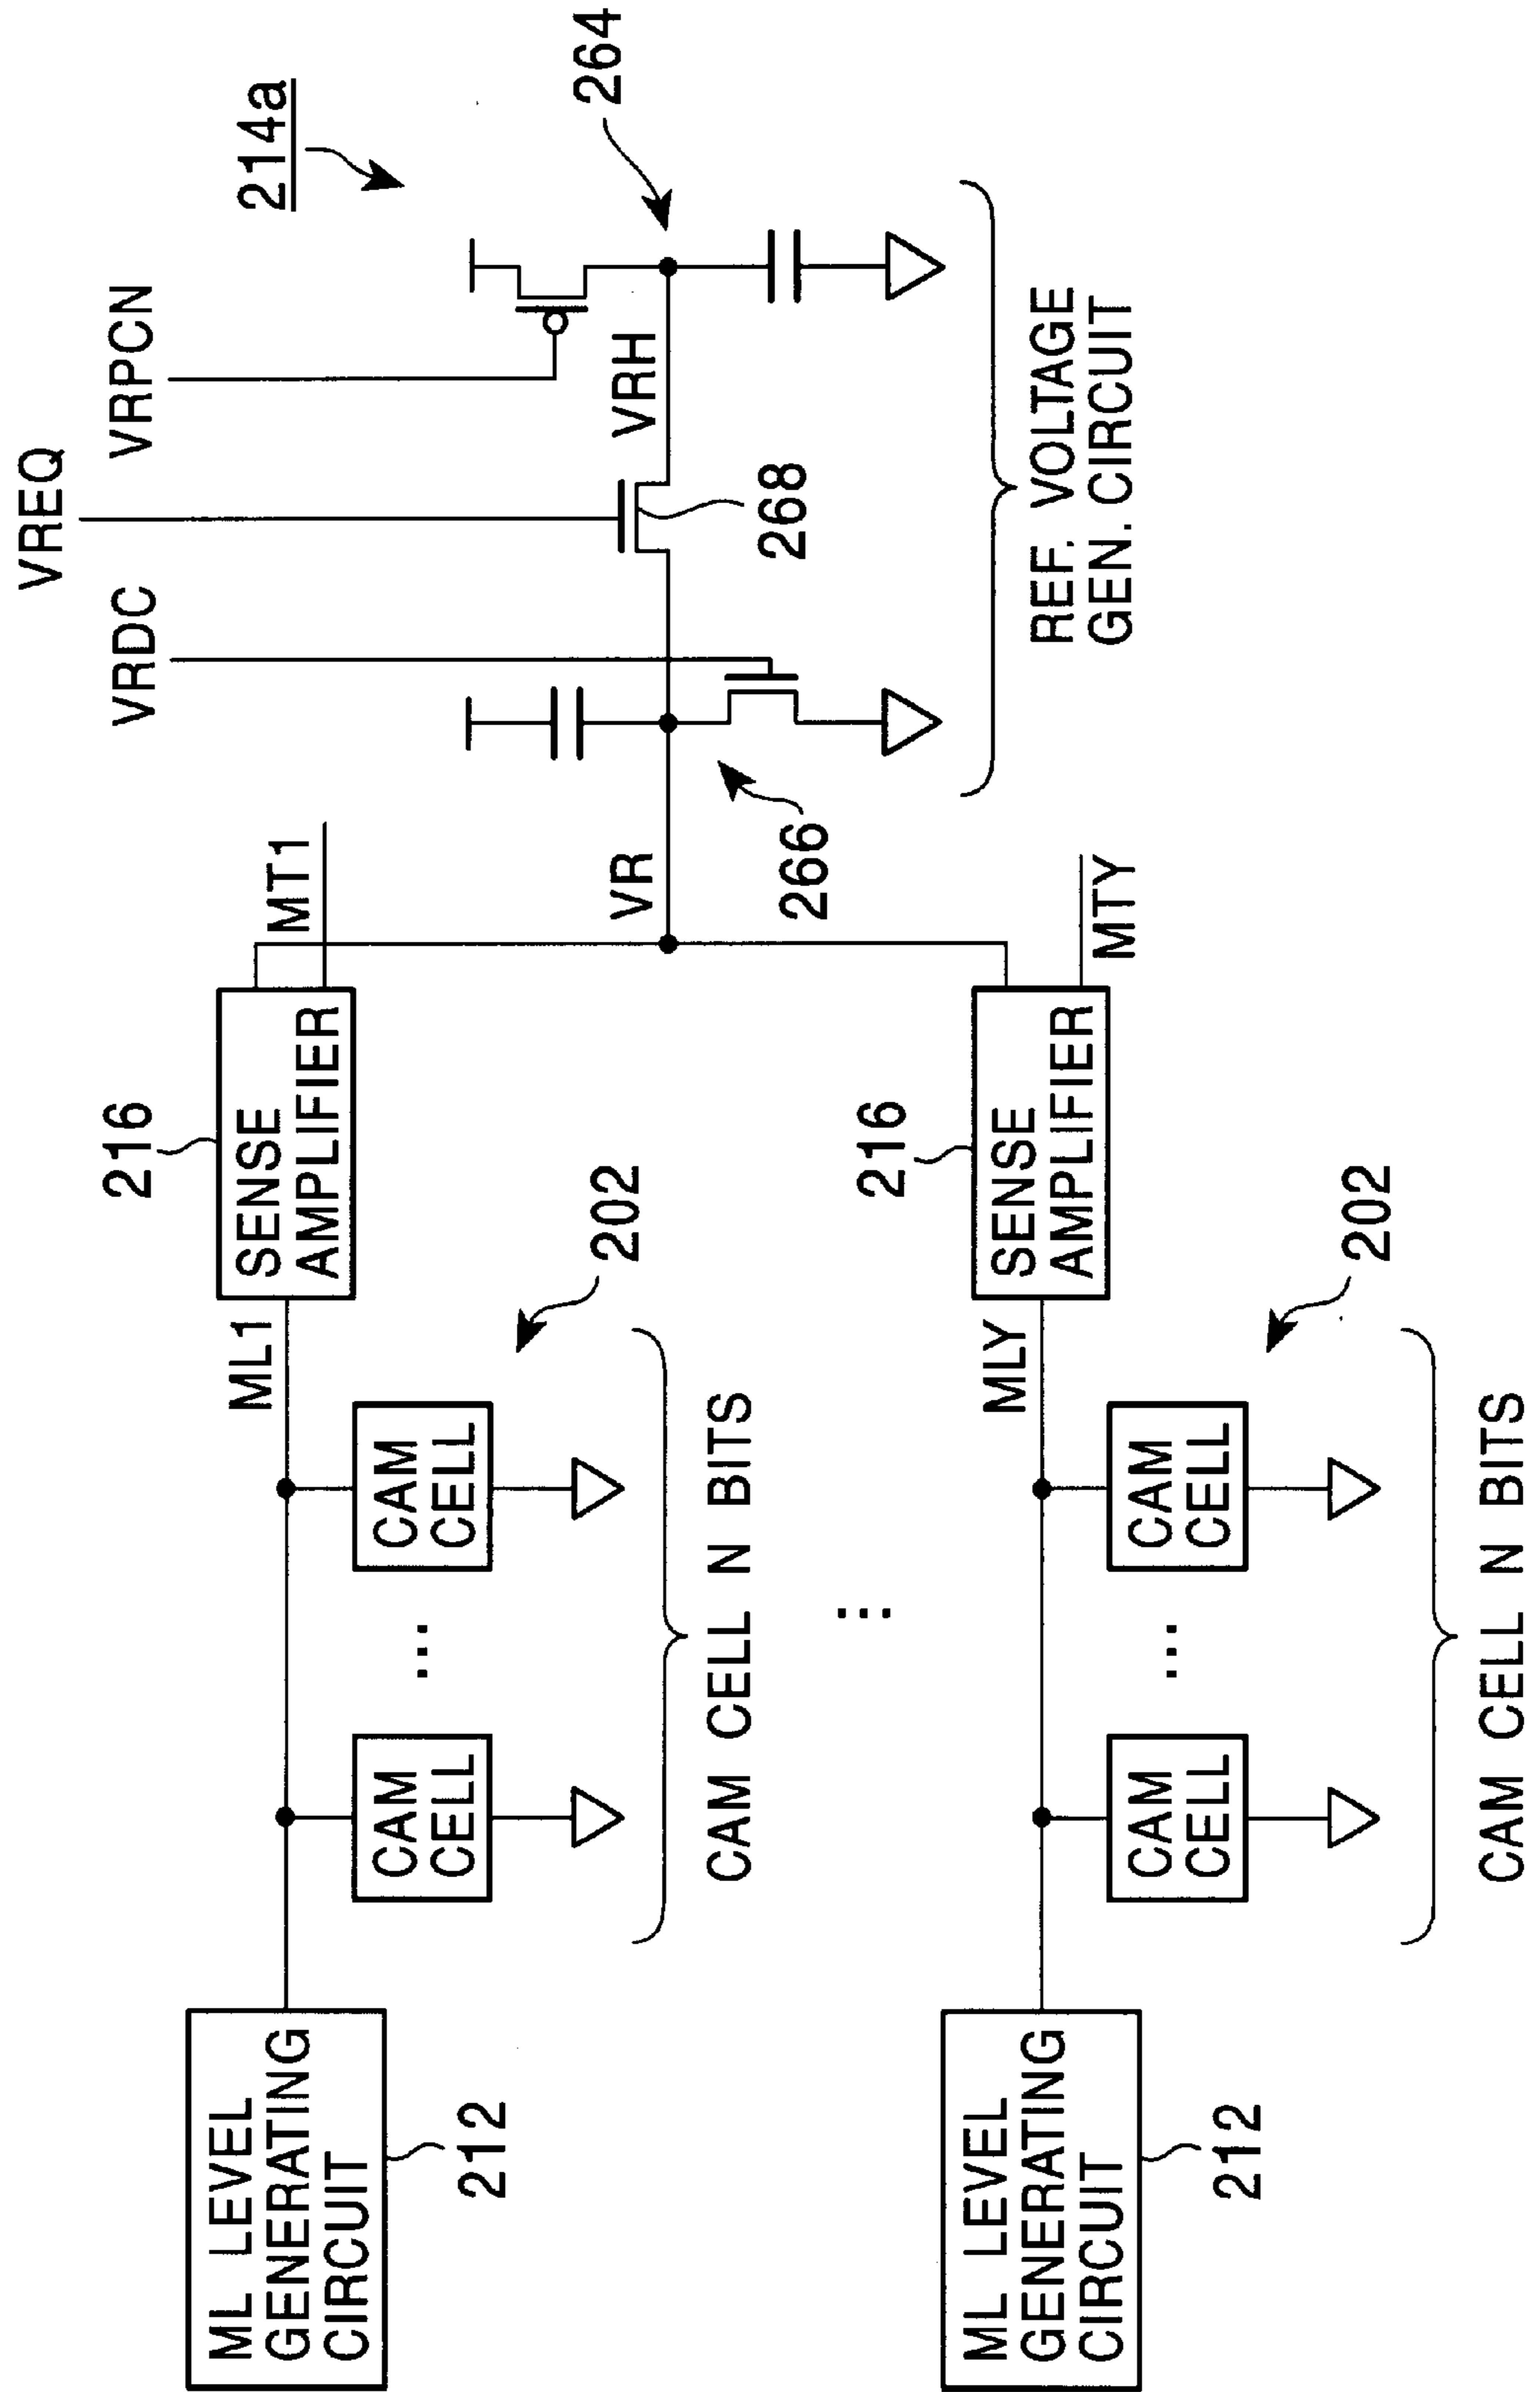 214a
VREQ
VRPCN
VRDC
264
VRH
268
266
VR
REF. VOLTAGE
GEN. CIRCUIT
MT1
216
SENSE
AMPLIFIER
ML1
202
CAM
CELL
...
CAM
CELL
CAM CELL N BITS
ML LEVEL
GENERATING
CIRCUIT
212
...
MTY
216
SENSE
AMPLIFIER
MLY
202
CAM
CELL
...
CAM
CELL
CAM CELL N BITS
ML LEVEL
GENERATING
CIRCUIT
212